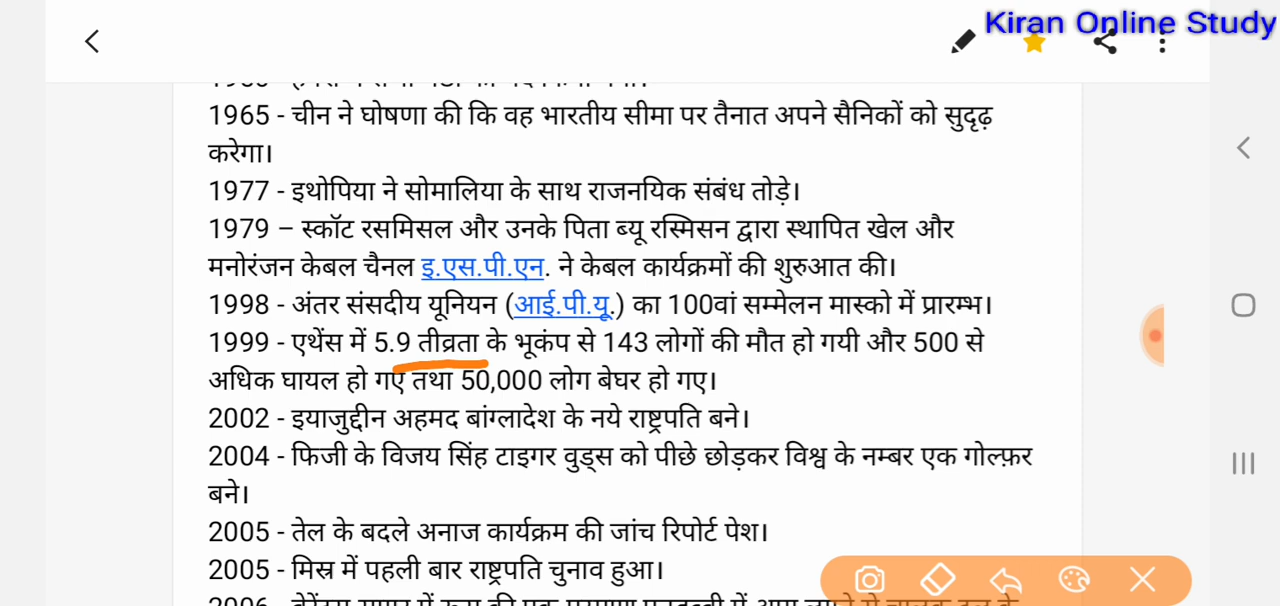 Kiran Online Study
1965 - चीन ने घोषणा की कि वह भारतीय सीमा पर तैनात अपने सैनिकों को सुदृढ़
करेगा।
1977 - इथोपिया ने सोमालिया के साथ राजनयिक संबंध तोड़े।
1979 – स्कॉट रसमिसल और उनके पिता ब्यू रस्मिसन द्वारा स्थापित खेल और
मनोरंजन केबल चैनल इ.एस.पी.एन. ने केबल कार्यक्रमों की शुरुआत की।
1998 - अंतर संसदीय यूनियन (आई.पी.यू.) का 100वां सम्मेलन मास्को में प्रारम्भ।
1999 - एथेंस में 5.9 तीव्रता के भूकंप से 143 लोगों की मौत हो गयी और 500 से
अधिक घायल हो गए तथा 50,000 लोग बेघर हो गए।
2002 - इयाजुद्दीन अहमद बांग्लादेश के नये राष्ट्रपति बने।
2004 - फिजी के विजय सिंह टाइगर वुड्स को पीछे छोड़कर विश्व के नम्बर एक गोल्फ़र
बने।
2005 - तेल के बदले अनाज कार्यक्रम की जांच रिपोर्ट पेश।
2005 - मिस्र में पहली बार राष्ट्रपति चुनाव हुआ।